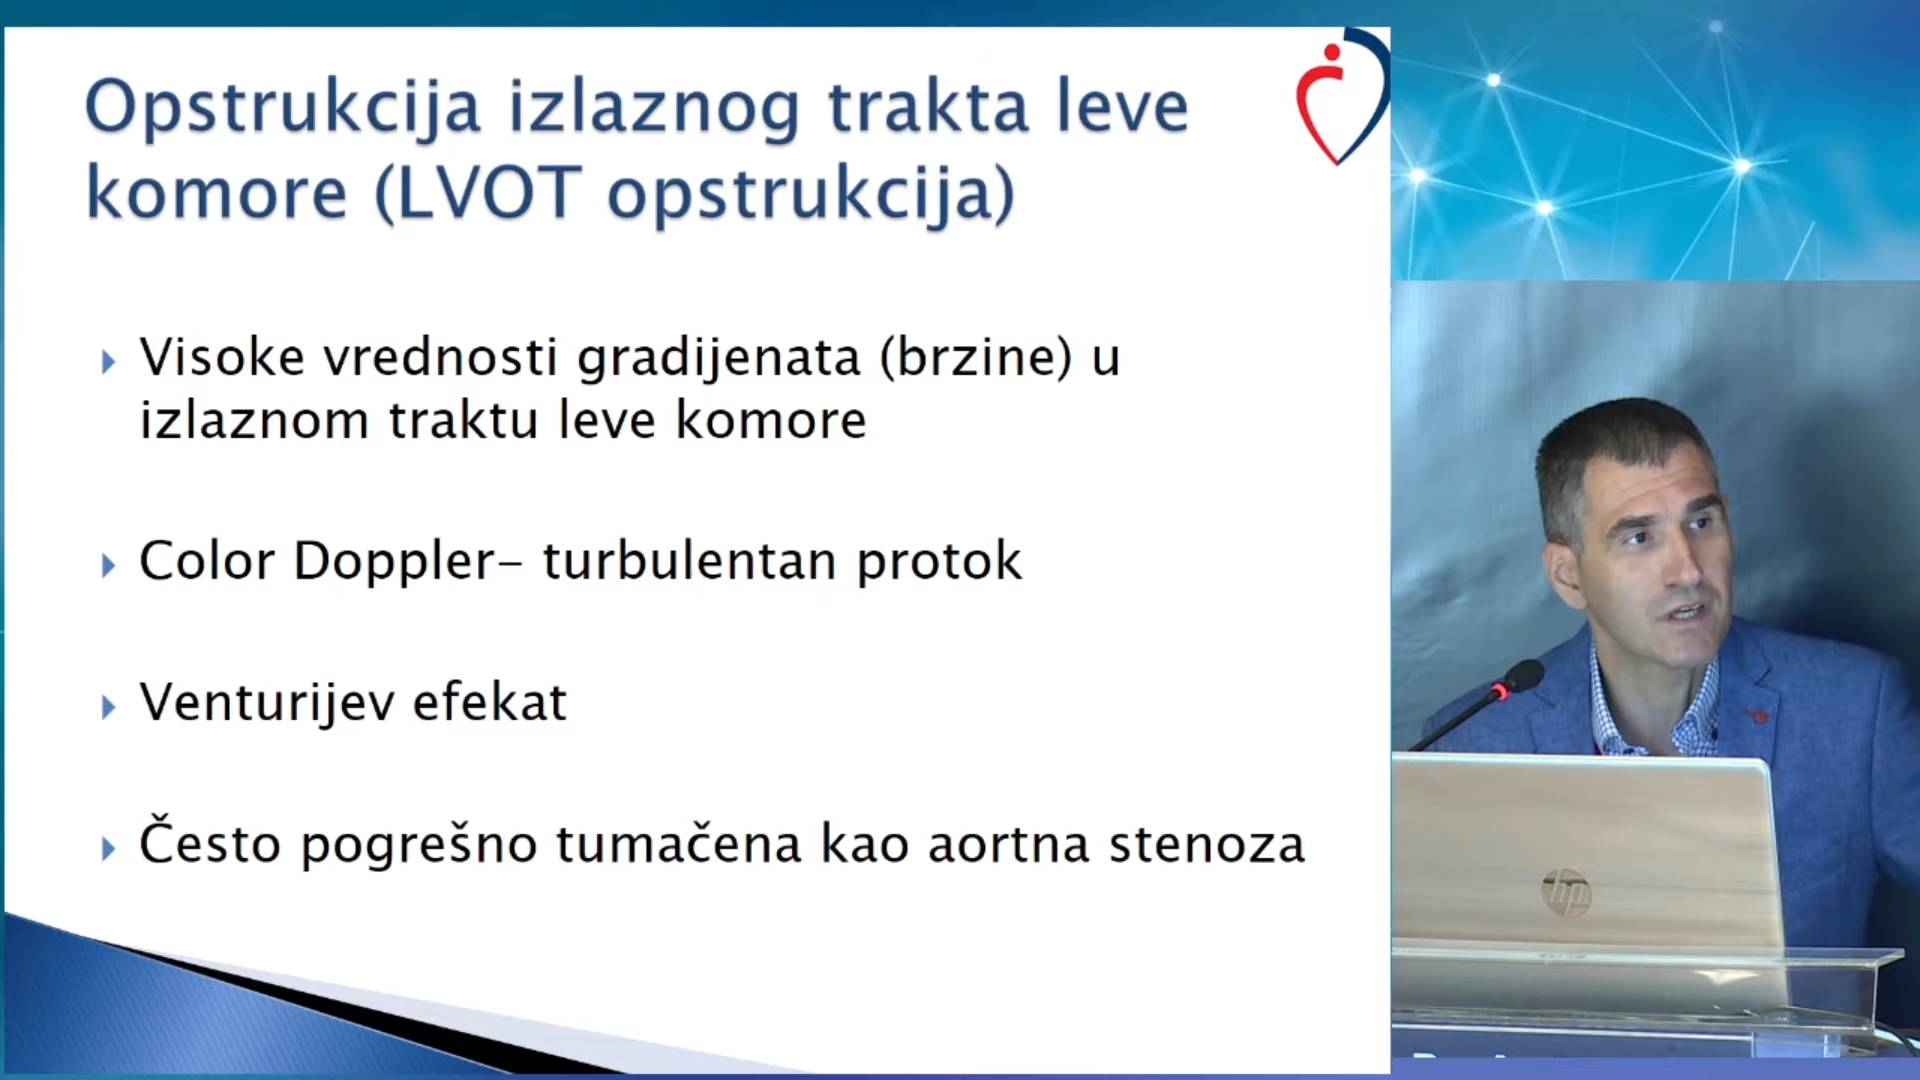 Opstrukcija izlaznog trakta leve
komore (LVOT opstrukcija)
Visoke vrednosti gradijenata (brzine) u
izlaznom traktu leve komore
Color Doppler– turbulentan protok
Venturijev efekat
Često pogrešno tumačena kao aortna stenoza
hp